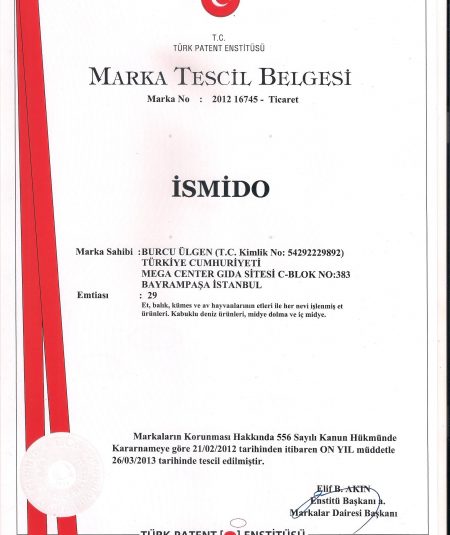 T.C.
TÜRK PATENT ENSTİTÜSÜ
MARKA TESCİL BELGESİ
Marka No : 2012 16745 - Ticaret
İSMİDO
Marka Sahibi :BURCU ÜLGEN (T.C. Kimlik No: 54292229892)
TÜRKİYE CUMHURİYETİ
MEGA CENTER GIDA SİTESİ C-BLOK NO:383
BAYRAMPAŞA İSTANBUL
Emtiası : 29
Et, balık, kümes ve av hayvanlarının etleri ile her nevi işlenmiş et
ürünleri. Kabuklu deniz ürünleri, midye dolma ve iç midye.
Markaların Korunması Hakkında 556 Sayılı Kanun Hükmünde
Kararnameye göre 21/02/2012 tarihinden itibaren ON YIL müddetle
26/03/2013 tarihinde tescil edilmiştir.
Elif B. AKIN
Enstitü Başkanı a.
Markalar Dairesi Başkanı
TÜRK PATENT ENSTİTÜSÜ